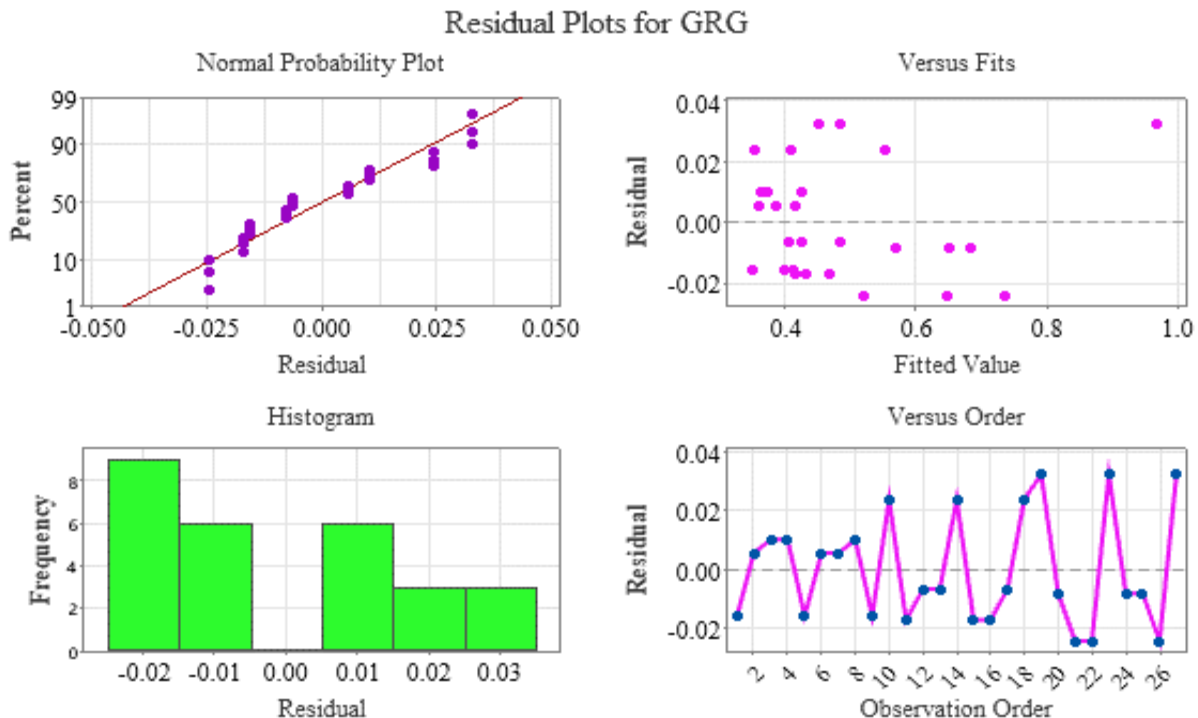 Residual Plots for GRG
Normal Probability Plot
Percent
99
90
50
10
1
-0.050 -0.025 0.000 0.025 0.050
Residual
Versus Fits
Residual
0.04
0.02
0.00
-0.02
0.4 0.6 0.8 1.0
Fitted Value
Histogram
Frequency
8
6
4
2
0
-0.02 -0.01 0.00 0.01 0.02 0.03
Residual
Versus Order
Residual
0.04
0.02
0.00
-0.02
2 4 6 8 10 12 14 16 18 20 22 24 26
Observation Order